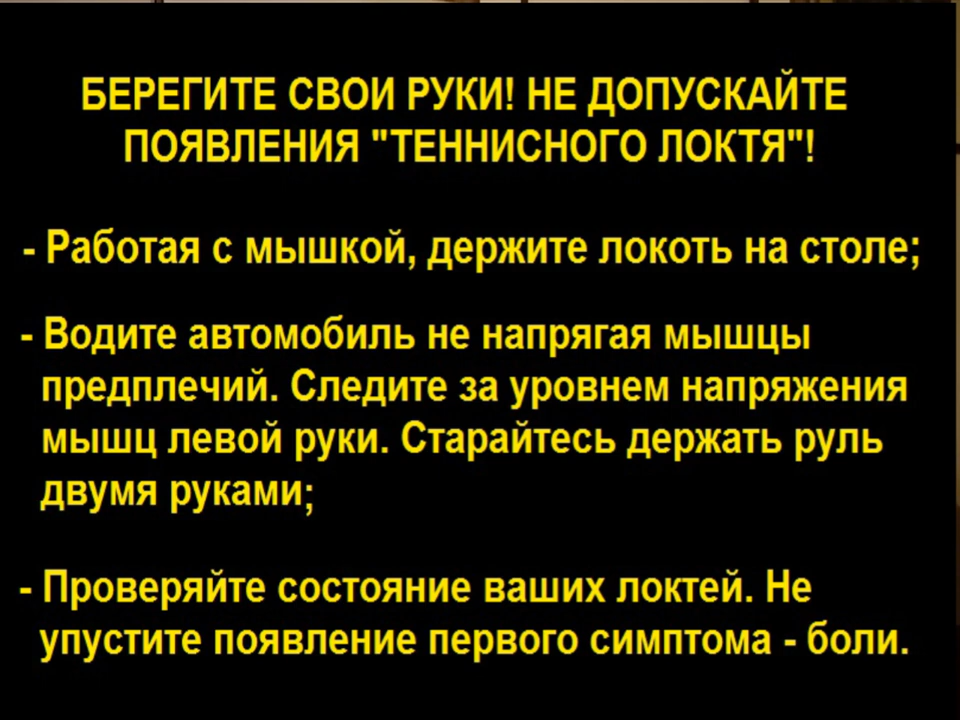 БЕРЕГИТЕ СВОИ РУКИ! НЕ ДОПУСКАЙТЕ
ПОЯВЛЕНИЯ "ТЕННИСНОГО ЛОКТЯ"!
- Работая с мышкой, держите локоть на столе;
- Водите автомобиль не напрягая мышцы
предплечий. Следите за уровнем напряжения
мышц левой руки. Старайтесь держать руль
двумя руками;
- Проверяйте состояние ваших локтей. Не
упустите появление первого симптома - боли.